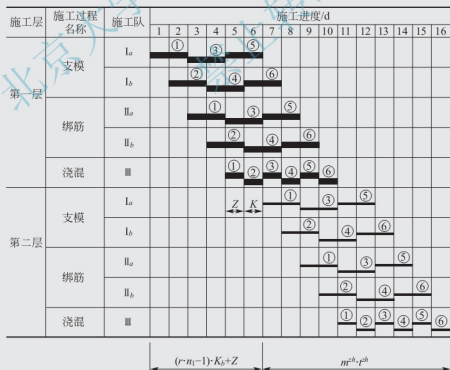 施工层 施工过程名称 施工队 施工进度/d
1 2 3 4 5 6 7 8 9 10 11 12 13 14 15 16
第一层
支模
Ⅰa ① ③ ⑤
Ⅰb ② ④ ⑥
绑筋
Ⅱa ① ③ ⑤
Ⅱb ② ④ ⑥
浇混 Ⅲ ① ② ③ ④ ⑤ ⑥
Z K
第二层
支模
Ⅰa ① ③ ⑤
Ⅰb ② ④ ⑥
绑筋
Ⅱa ① ③ ⑤
Ⅱb ② ④ ⑥
浇混 Ⅲ ① ② ③ ④ ⑤ ⑥
(r·n₁−1)·K_b+Z m^zh·t^zh
北京大学